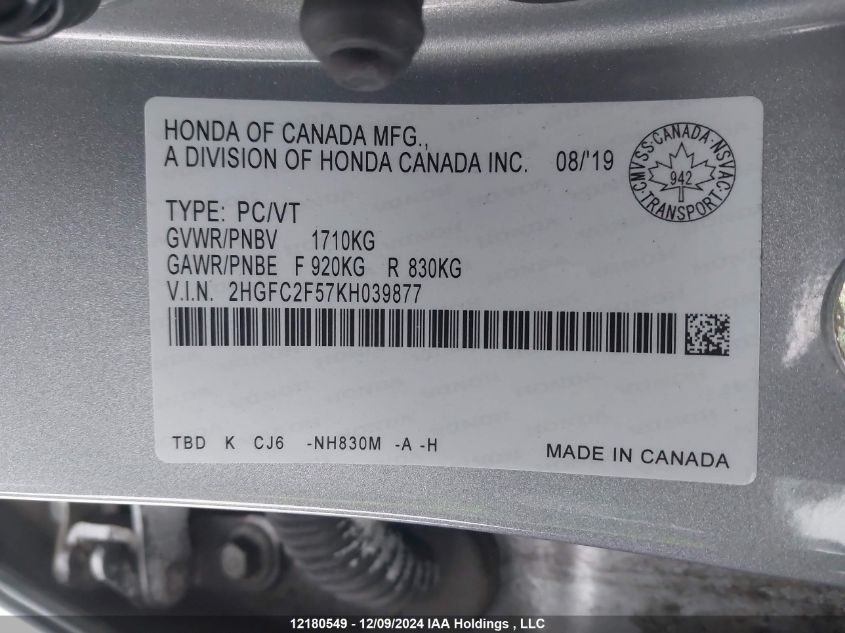 HONDA OF CANADA MFG.,
A DIVISION OF HONDA CANADA INC. 08/'19
CMVSS · CANADA · NSVAC · TRANSPORT ·
942
TYPE: PC/VT
GVWR/PNBV 1710KG
GAWR/PNBE F 920KG R 830KG
V.I.N. 2HGFC2F57KH039877
TBD K CJ6 -NH830M -A -H
MADE IN CANADA
12180549 - 12/09/2024 IAA Holdings , LLC